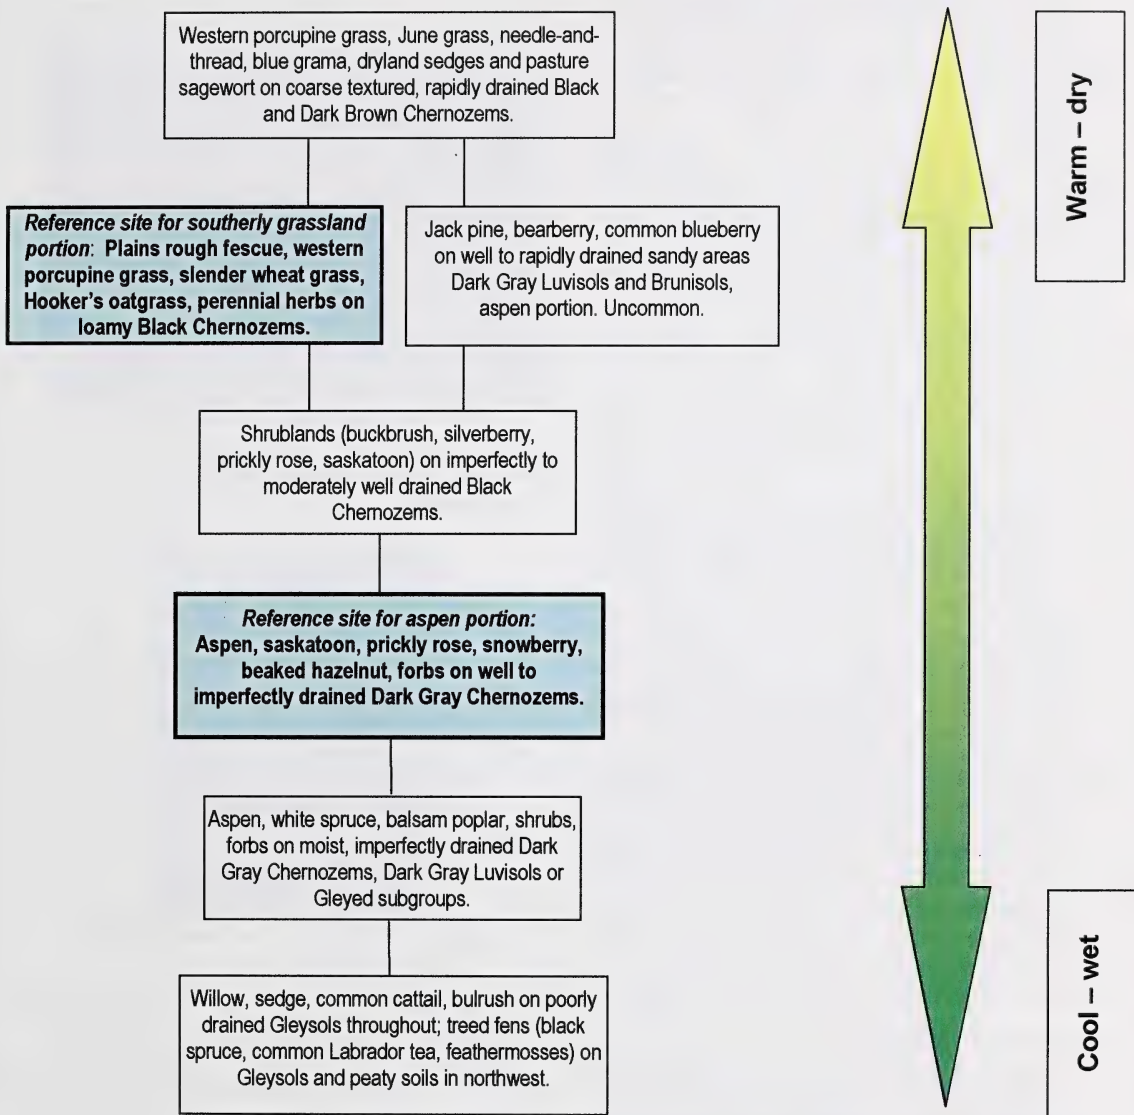 Western porcupine grass, June grass, needle-and-
thread, blue grama, dryland sedges and pasture
sagewort on coarse textured, rapidly drained Black
and Dark Brown Chernozems.
Warm – dry
Reference site for southerly grassland
portion: Plains rough fescue, western
porcupine grass, slender wheat grass,
Hooker's oatgrass, perennial herbs on
loamy Black Chernozems.
Jack pine, bearberry, common blueberry
on well to rapidly drained sandy areas
Dark Gray Luvisols and Brunisols,
aspen portion. Uncommon.
Shrublands (buckbrush, silverberry,
prickly rose, saskatoon) on imperfectly to
moderately well drained Black
Chernozems.
Reference site for aspen portion:
Aspen, saskatoon, prickly rose, snowberry,
beaked hazelnut, forbs on well to
imperfectly drained Dark Gray Chernozems.
Aspen, white spruce, balsam poplar, shrubs,
forbs on moist, imperfectly drained Dark
Gray Chernozems, Dark Gray Luvisols or
Gleyed subgroups.
Willow, sedge, common cattail, bulrush on poorly
drained Gleysols throughout; treed fens (black
spruce, common Labrador tea, feathermosses) on
Gleysols and peaty soils in northwest.
Cool – wet